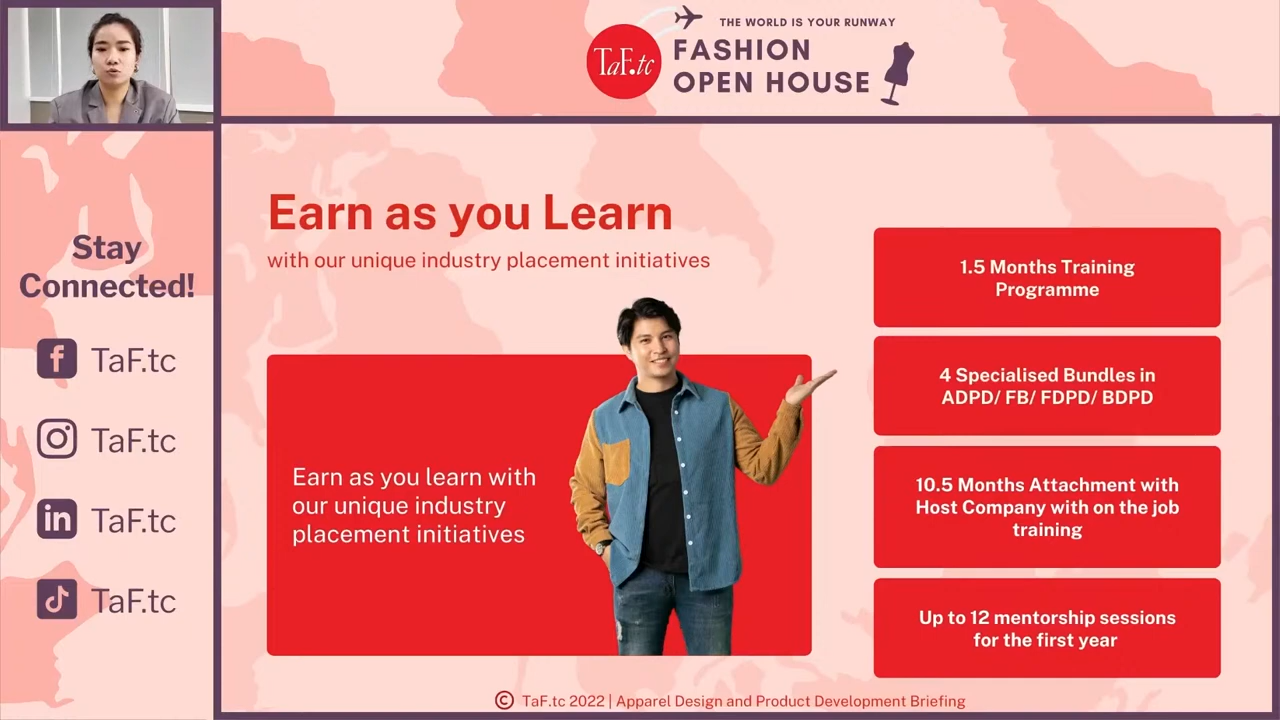 THE WORLD IS YOUR RUNWAY
TaF.tc
FASHION
OPEN HOUSE
Stay
Connected!
f TaF.tc
TaF.tc
in TaF.tc
TaF.tc
Earn as you Learn
with our unique industry placement initiatives
Earn as you learn with
our unique industry
placement initiatives
1.5 Months Training
Programme
4 Specialised Bundles in
ADPD/ FB/ FDPD/ BDPD
10.5 Months Attachment with
Host Company with on the job
training
Up to 12 mentorship sessions
for the first year
© TaF.tc 2022 | Apparel Design and Product Development Briefing